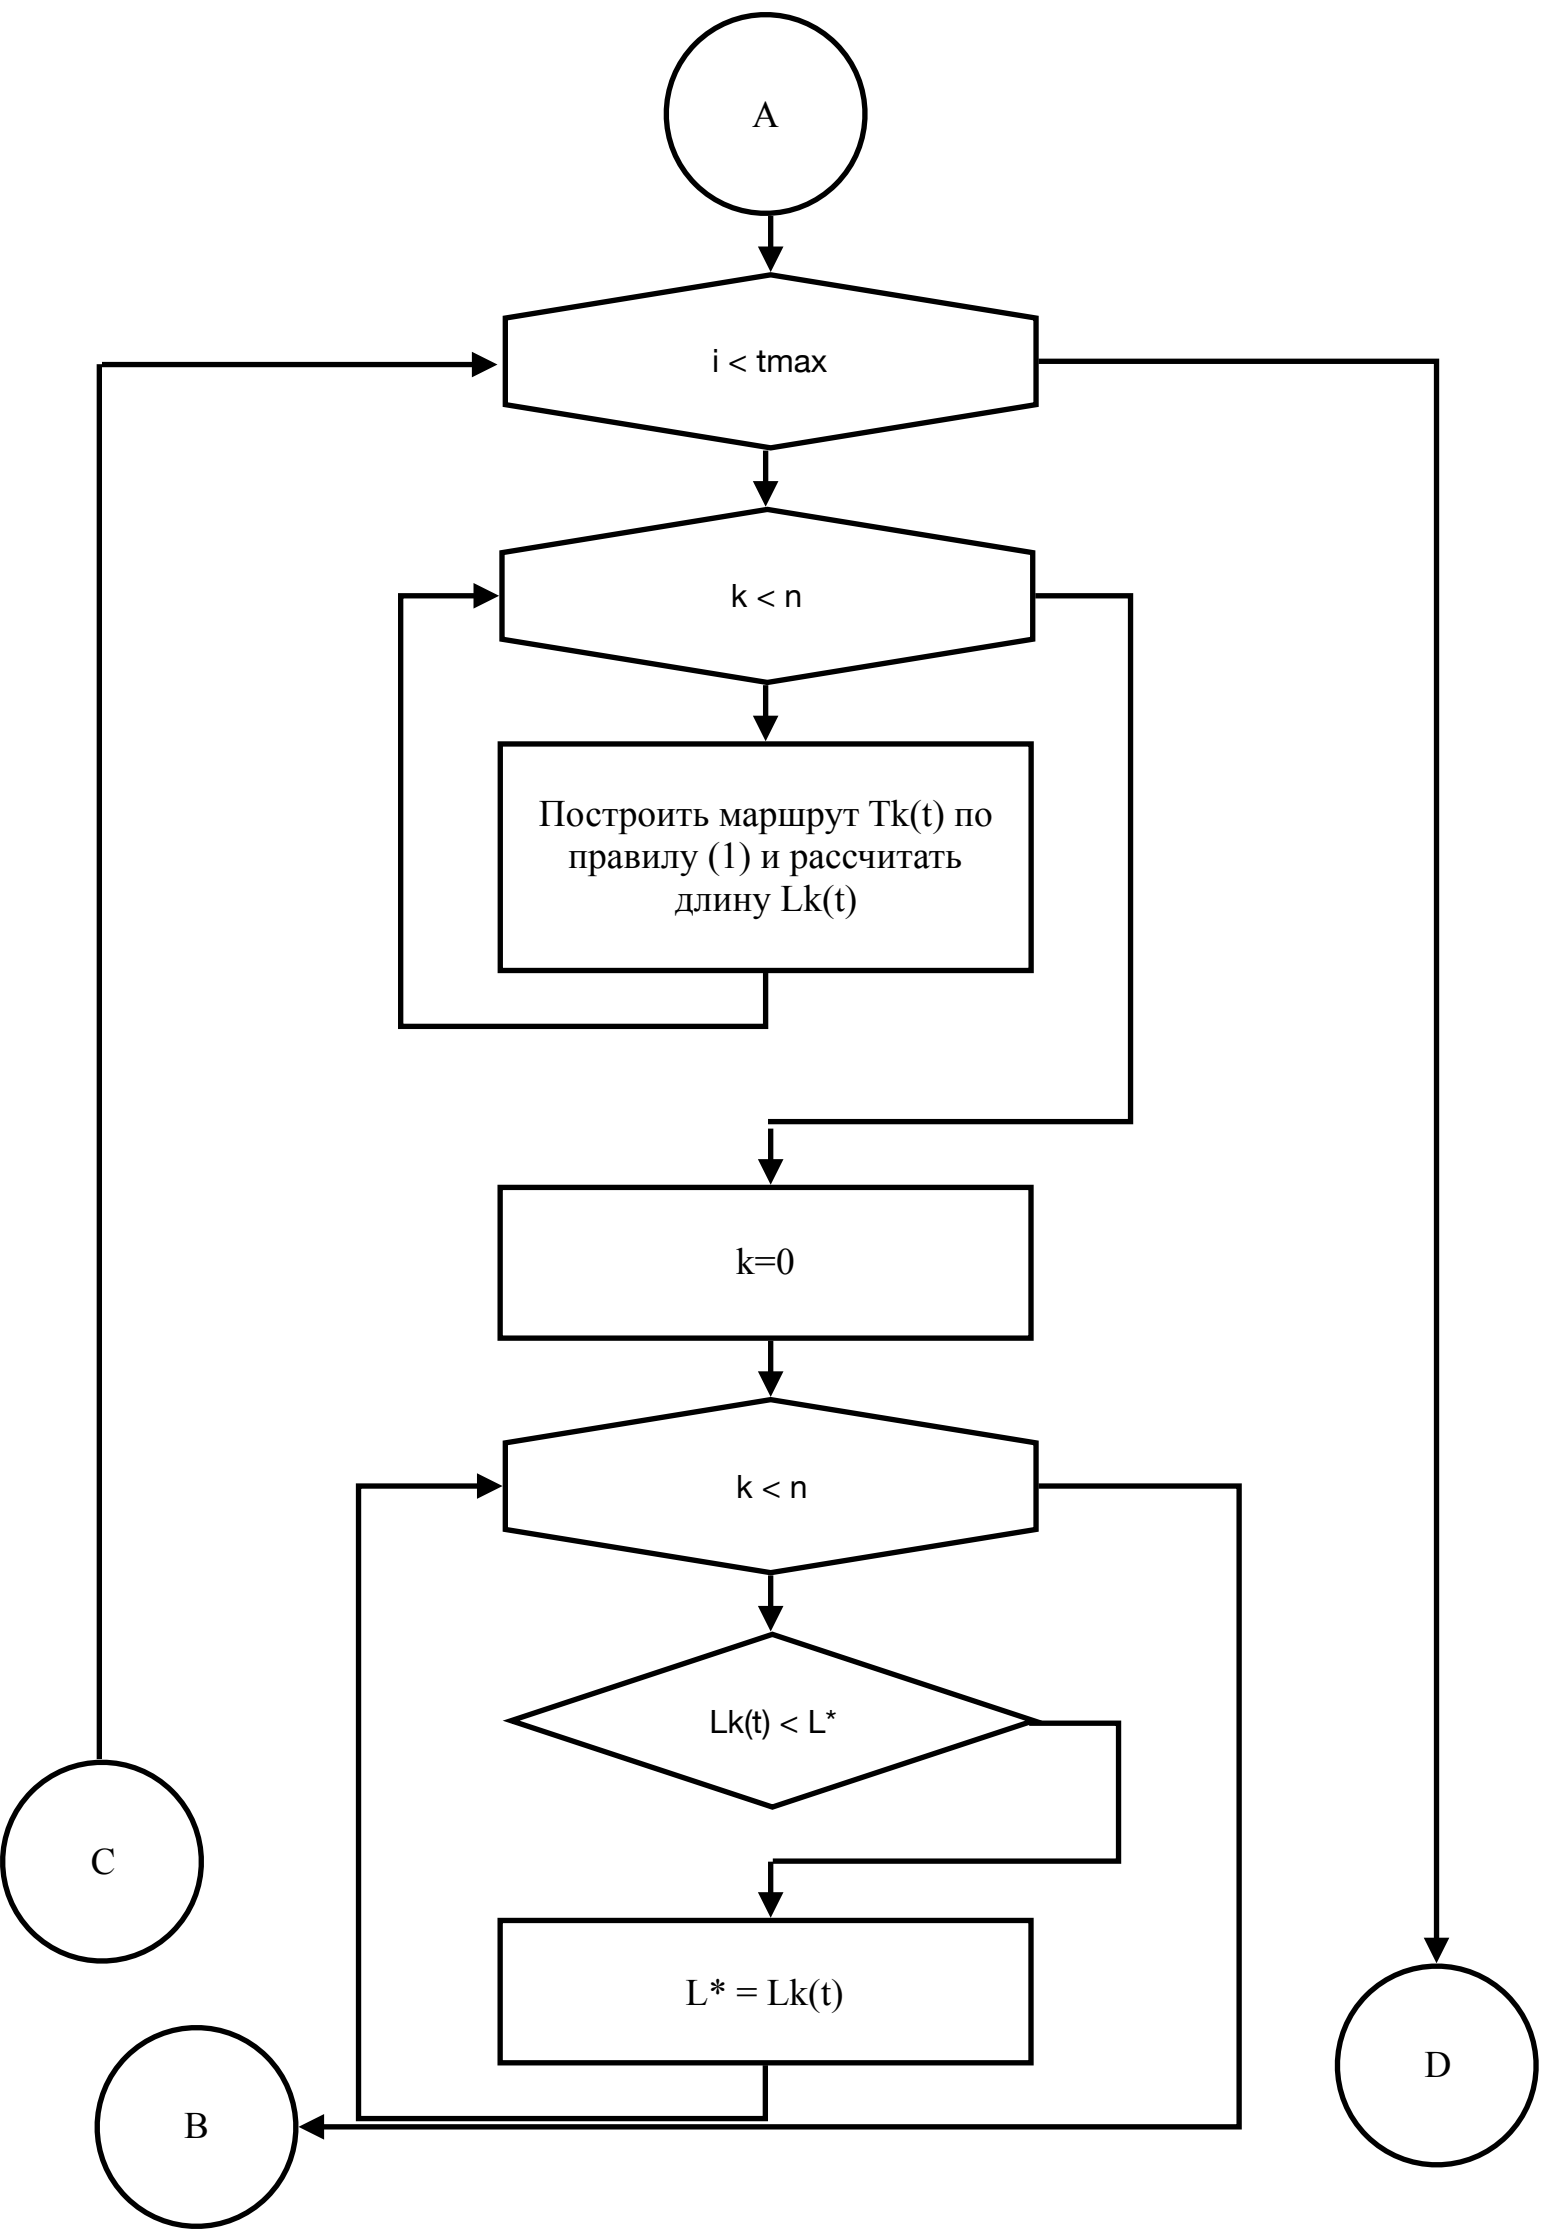 A
i < tmax
k < n
Построить маршрут Tk(t) по
правилу (1) и рассчитать
длину Lk(t)
k=0
k < n
Lk(t) < L*
C
L* = Lk(t)
D
B